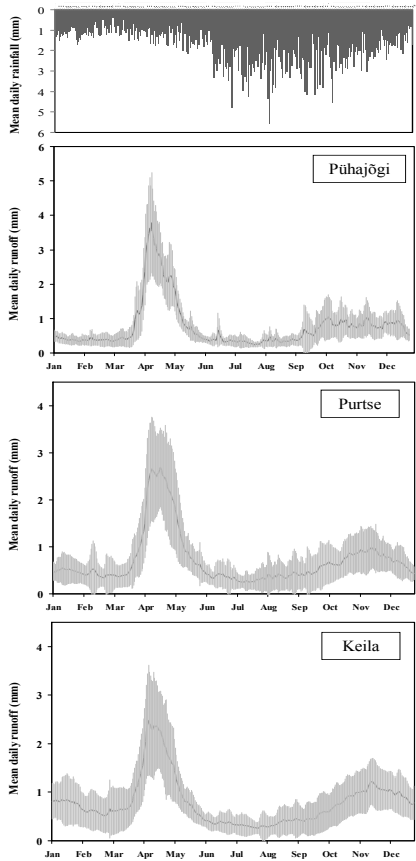 Mean daily rainfall (mm)
0
1
2
3
4
5
6
Mean daily runoff (mm)
6
5
4
3
2
1
0
Pühajõgi
Jan Feb Mar Apr May Jun Jul Aug Sep Oct Nov Dec
Mean daily runoff (mm)
4
3
2
1
0
Purtse
Jan Feb Mar Apr May Jun Jul Aug Sep Oct Nov Dec
Mean daily runoff (mm)
4
3
2
1
0
Keila
Jan Feb Mar Apr May Jun Jul Aug Sep Oct Nov Dec